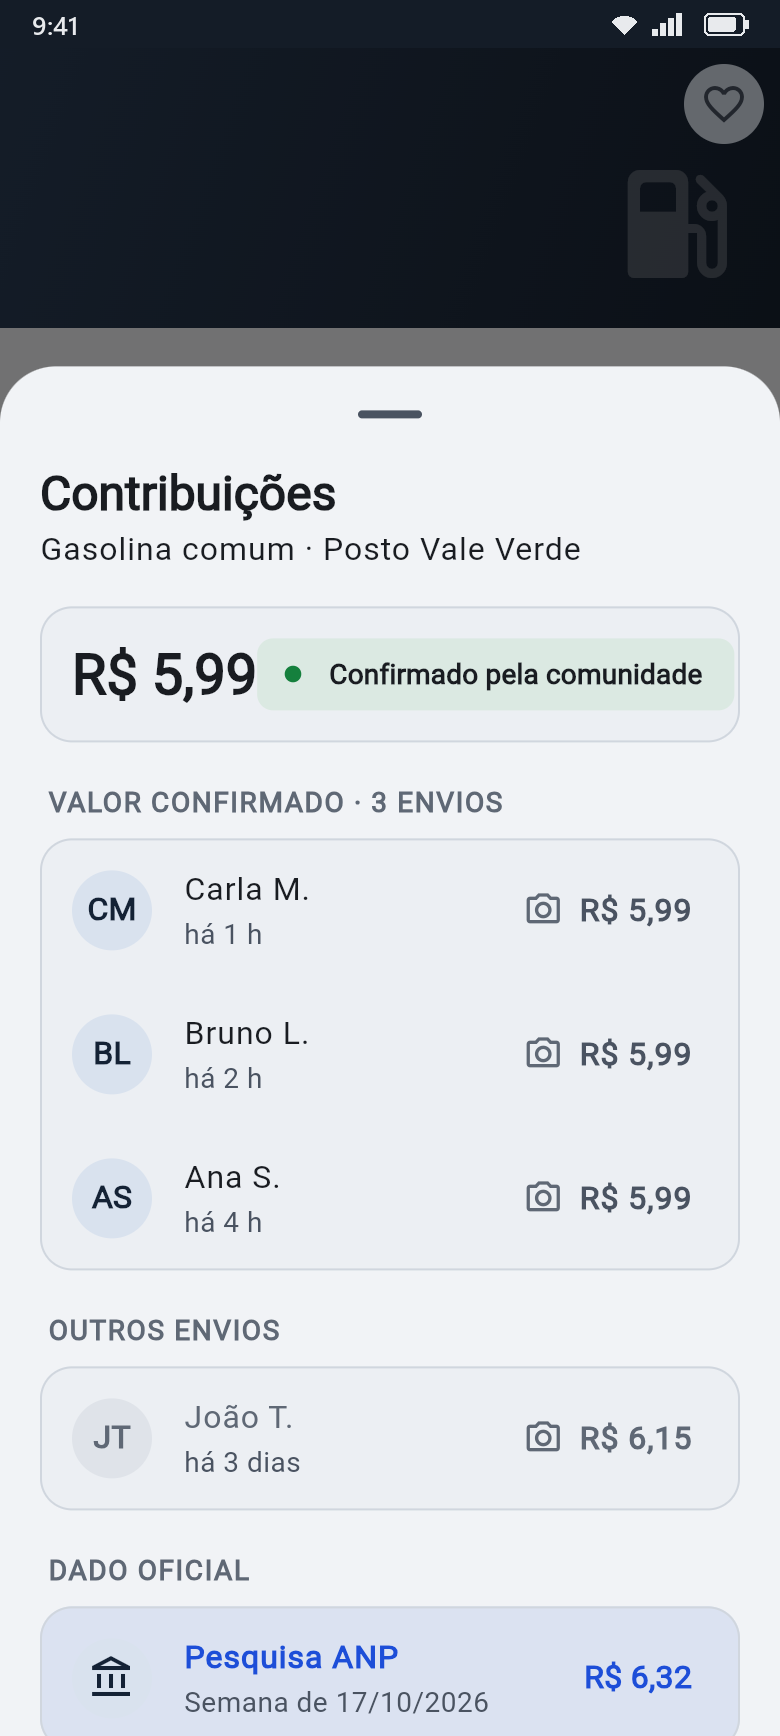 9:41
Contribuições
Gasolina comum · Posto Vale Verde
R$ 5,99 Confirmado pela comunidade
VALOR CONFIRMADO · 3 ENVIOS
CM Carla M. R$ 5,99
há 1 h
BL Bruno L. R$ 5,99
há 2 h
AS Ana S. R$ 5,99
há 4 h
OUTROS ENVIOS
JT João T. R$ 6,15
há 3 dias
DADO OFICIAL
Pesquisa ANP R$ 6,32
Semana de 17/10/2026